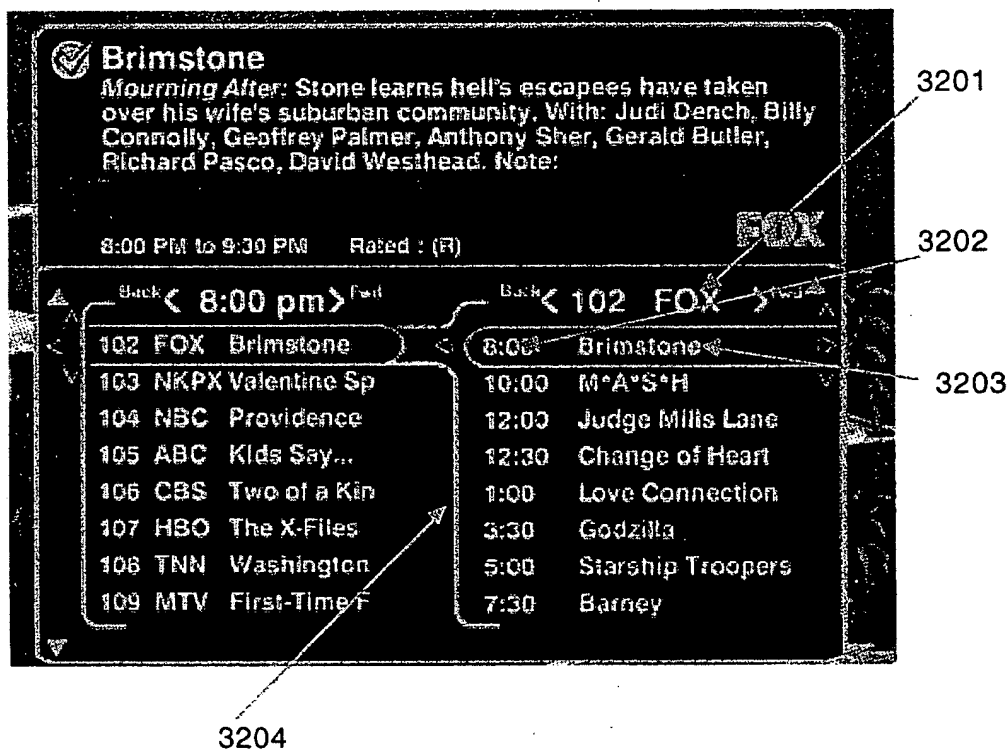 Brimstone
Mourning After: Stone learns hell's escapees have taken
over his wife's suburban community. With: Judi Dench, Billy
Connolly, Geoffrey Palmer, Anthony Sher, Gerald Butler,
Richard Pasco, David Westhead. Note:
8:00 PM to 9:30 PM Rated : (R)
FOX
Back < 8:00 pm > Fwd
102 FOX Brimstone
103 NKPX Valentine Sp
104 NBC Providence
105 ABC Kids Say...
106 CBS Two of a Kin
107 HBO The X-Files
108 TNN Washington
109 MTV First-Time F
Back < 102 FOX > Fwd
8:00 Brimstone
10:00 M*A*S*H
12:00 Judge Mills Lane
12:30 Change of Heart
1:00 Love Connection
3:30 Godzilla
5:00 Starship Troopers
7:30 Barney
3201
3202
3203
3204